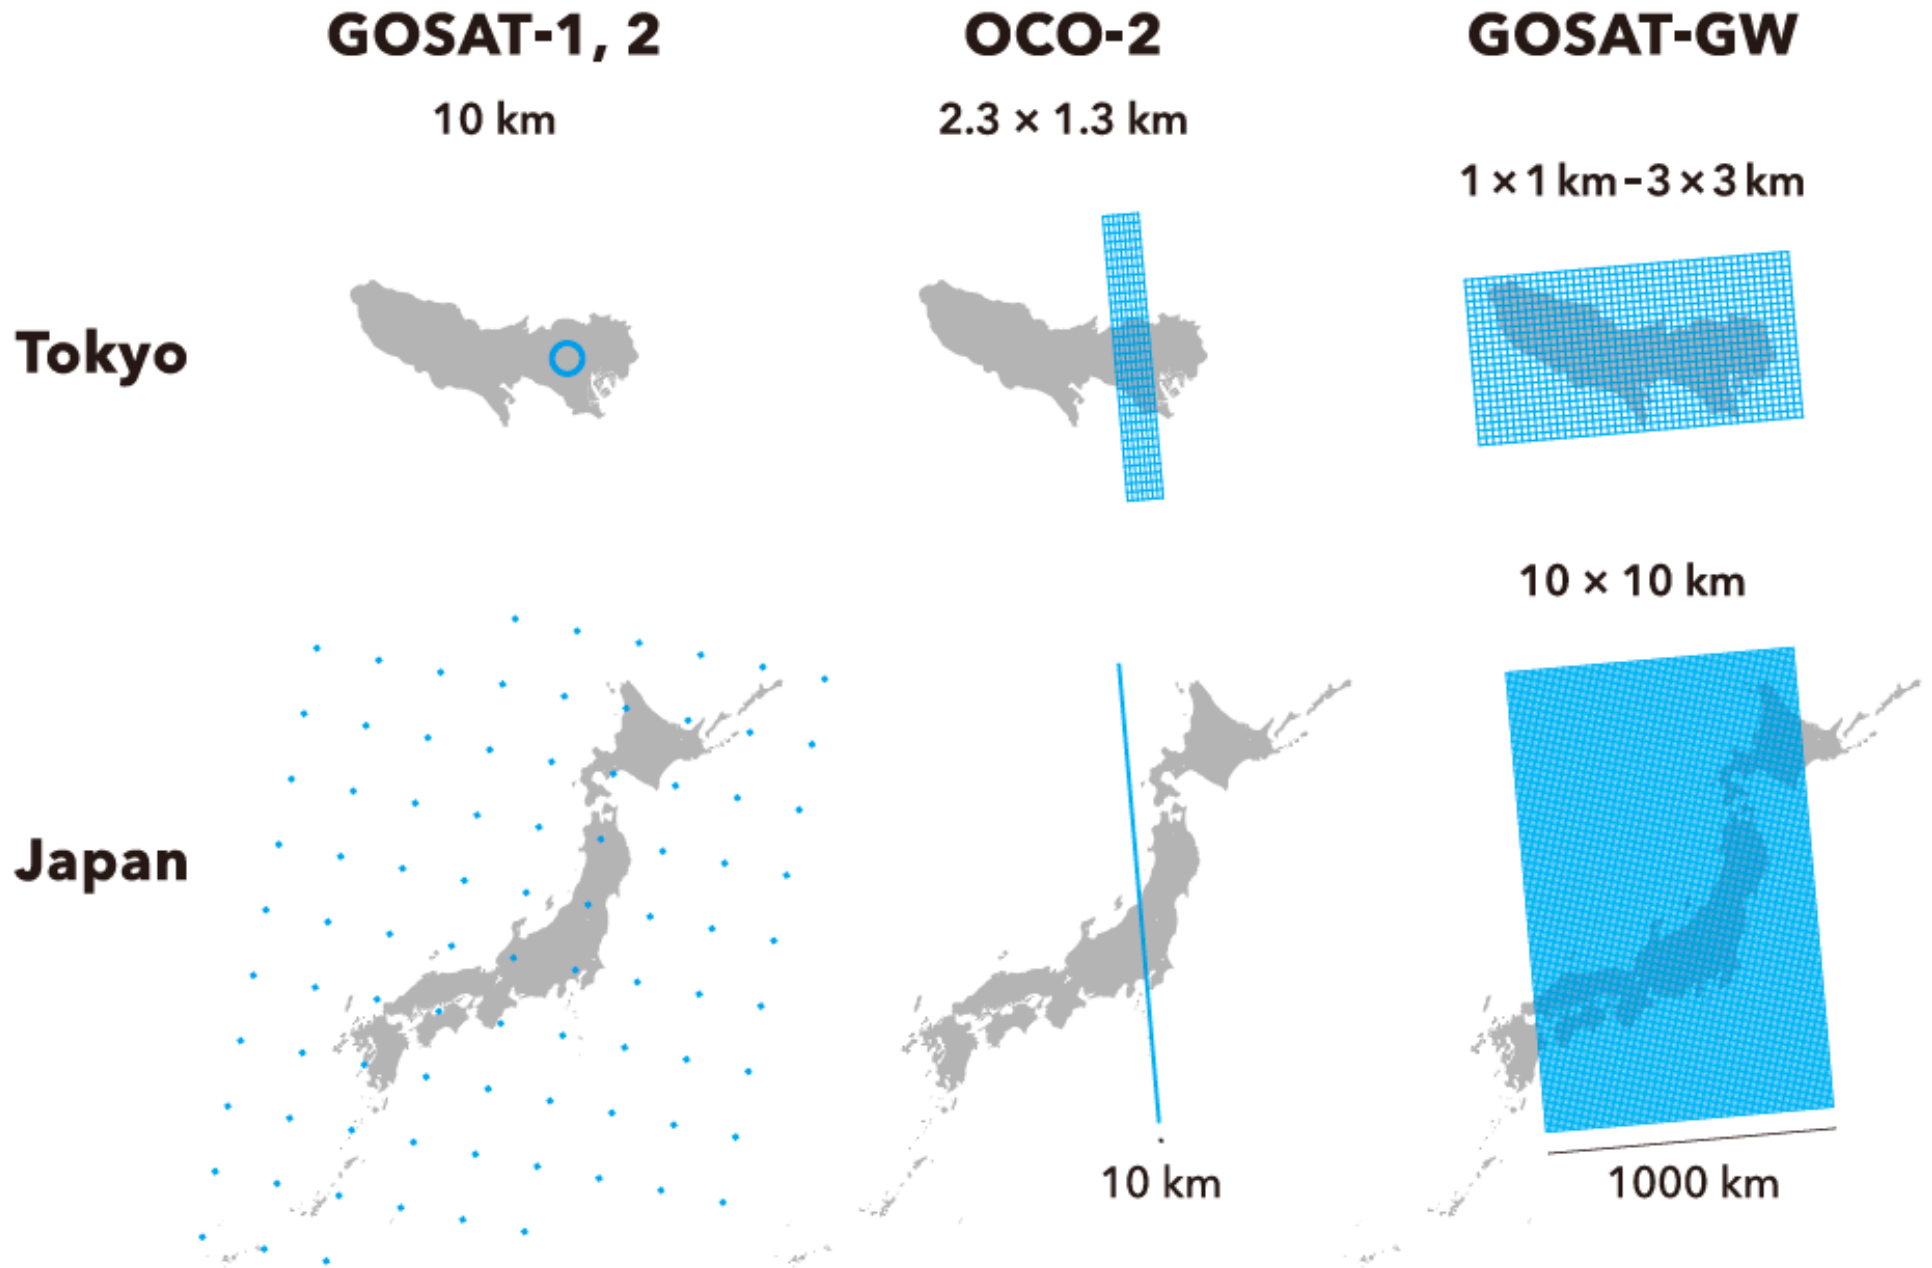 GOSAT-1, 2
OCO-2
GOSAT-GW
10 km
2.3 × 1.3 km
1 × 1 km - 3 × 3 km
Tokyo
10 × 10 km
Japan
10 km
1000 km